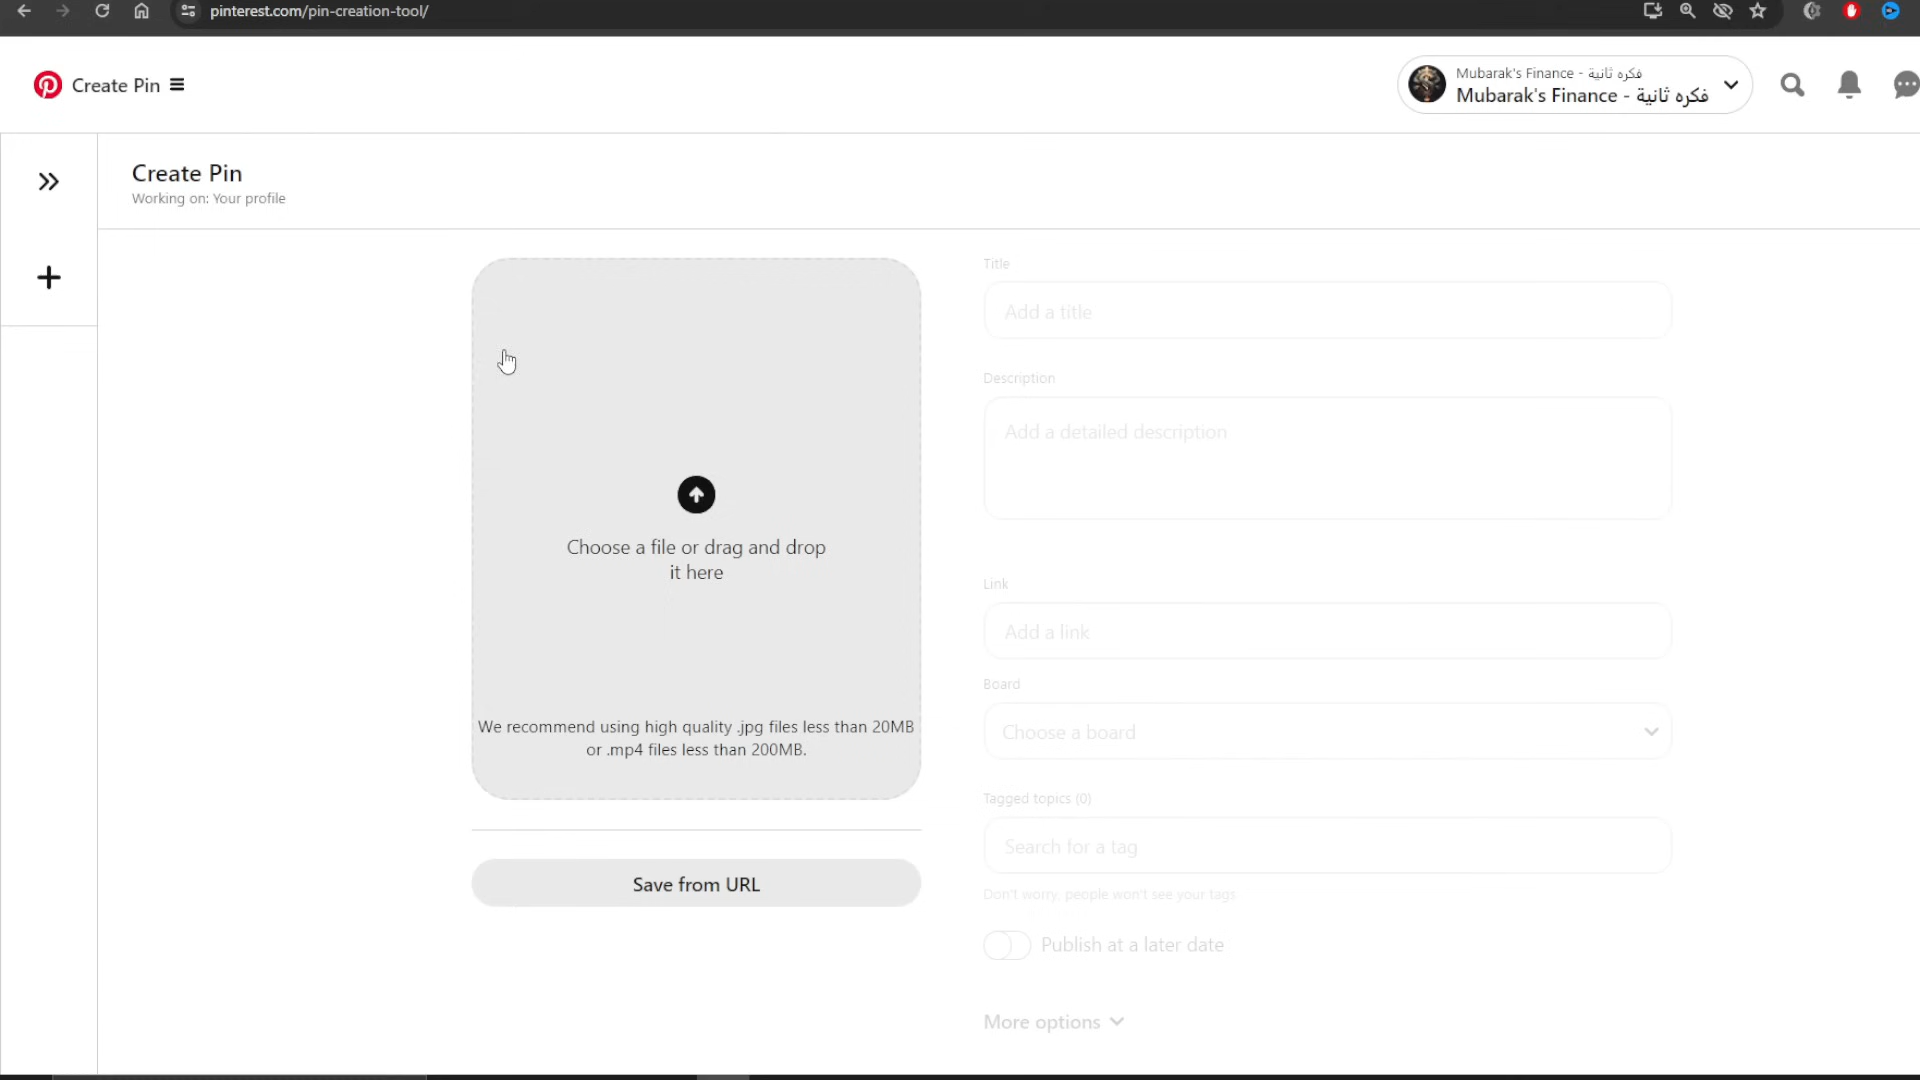 pinterest.com/pin-creation-tool/
Create Pin
Mubarak's Finance - فكره ثانية
Mubarak's Finance - فكره ثانية
Create Pin
Working on: Your profile
Choose a file or drag and drop
it here
We recommend using high quality .jpg files less than 20MB
or .mp4 files less than 200MB.
Save from URL
Title
Add a title
Description
Add a detailed description
Link
Add a link
Board
Choose a board
Tagged topics (0)
Search for a tag
Don't worry, people won't see your tags
Publish at a later date
More options